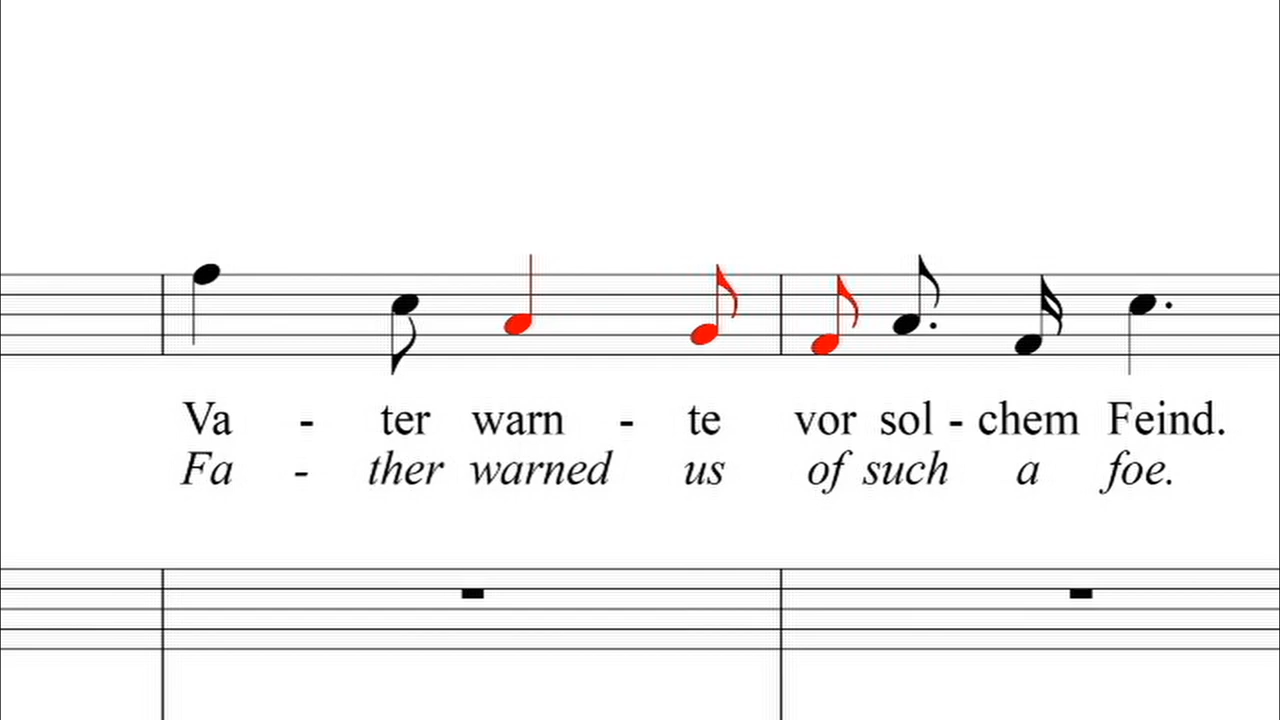 Va - ter warn - te vor sol - chem Feind.
Fa - ther warned us of such a foe.